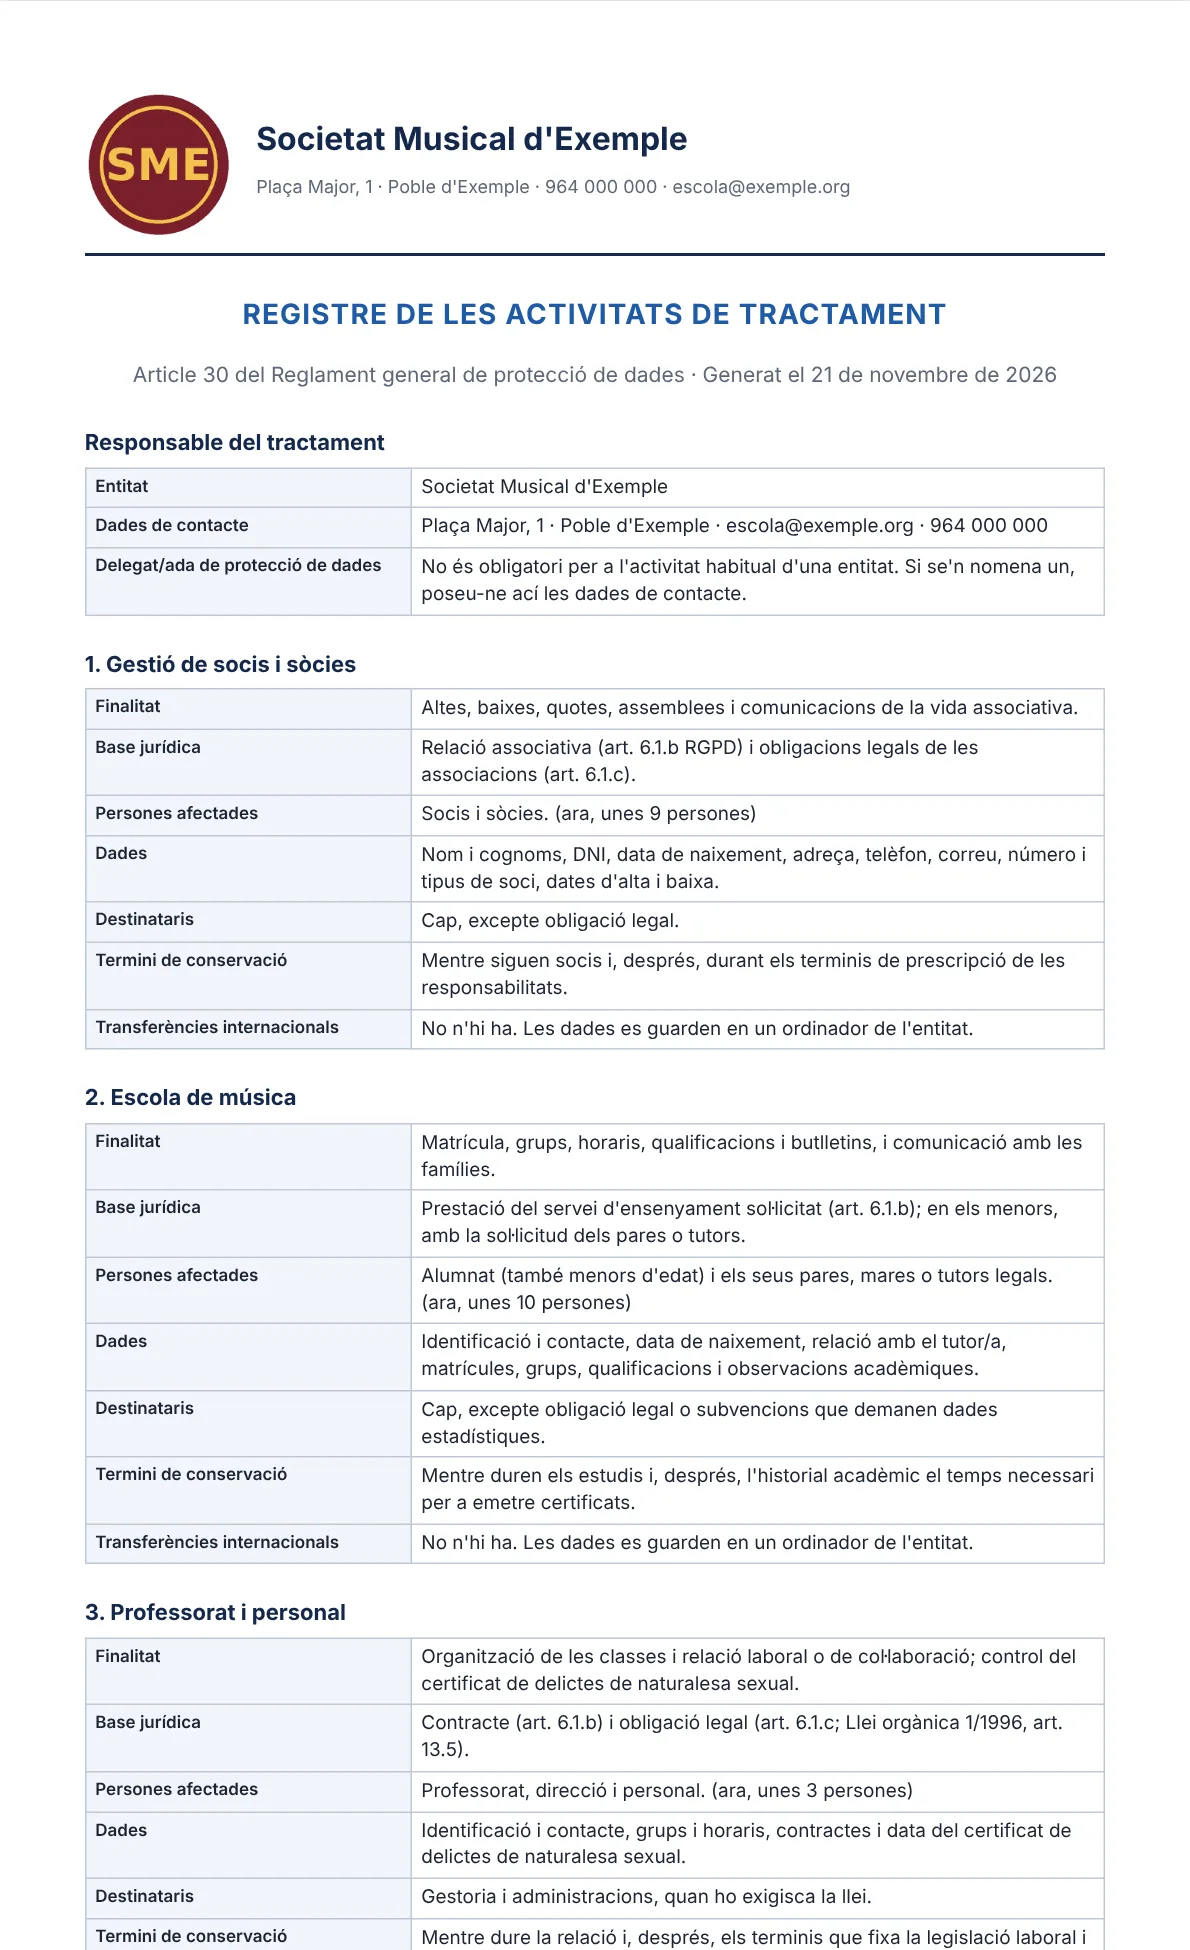 SME
Societat Musical d'Exemple
Plaça Major, 1 · Poble d'Exemple · 964 000 000 · escola@exemple.org
REGISTRE DE LES ACTIVITATS DE TRACTAMENT
Article 30 del Reglament general de protecció de dades · Generat el 21 de novembre de 2026
Responsable del tractament
Entitat
Societat Musical d'Exemple
Dades de contacte
Plaça Major, 1 · Poble d'Exemple · escola@exemple.org · 964 000 000
Delegat/ada de protecció de dades
No és obligatori per a l'activitat habitual d'una entitat. Si se'n nomena un,
poseu-ne ací les dades de contacte.
1. Gestió de socis i sòcies
Finalitat
Altes, baixes, quotes, assemblees i comunicacions de la vida associativa.
Base jurídica
Relació associativa (art. 6.1.b RGPD) i obligacions legals de les
associacions (art. 6.1.c).
Persones afectades
Socis i sòcies. (ara, unes 9 persones)
Dades
Nom i cognoms, DNI, data de naixement, adreça, telèfon, correu, número i
tipus de soci, dates d'alta i baixa.
Destinataris
Cap, excepte obligació legal.
Termini de conservació
Mentre siguen socis i, després, durant els terminis de prescripció de les
responsabilitats.
Transferències internacionals
No n'hi ha. Les dades es guarden en un ordinador de l'entitat.
2. Escola de música
Finalitat
Matrícula, grups, horaris, qualificacions i butlletins, i comunicació amb les
famílies.
Base jurídica
Prestació del servei d'ensenyament sol·licitat (art. 6.1.b); en els menors,
amb la sol·licitud dels pares o tutors.
Persones afectades
Alumnat (també menors d'edat) i els seus pares, mares o tutors legals.
(ara, unes 10 persones)
Dades
Identificació i contacte, data de naixement, relació amb el tutor/a,
matrícules, grups, qualificacions i observacions acadèmiques.
Destinataris
Cap, excepte obligació legal o subvencions que demanen dades
estadístiques.
Termini de conservació
Mentre duren els estudis i, després, l'historial acadèmic el temps necessari
per a emetre certificats.
Transferències internacionals
No n'hi ha. Les dades es guarden en un ordinador de l'entitat.
3. Professorat i personal
Finalitat
Organització de les classes i relació laboral o de col·laboració; control del
certificat de delictes de naturalesa sexual.
Base jurídica
Contracte (art. 6.1.b) i obligació legal (art. 6.1.c; Llei orgànica 1/1996, art.
13.5).
Persones afectades
Professorat, direcció i personal. (ara, unes 3 persones)
Dades
Identificació i contacte, grups i horaris, contractes i data del certificat de
delictes de naturalesa sexual.
Destinataris
Gestoria i administracions, quan ho exigisca la llei.
Termini de conservació
Mentre dure la relació i, després, els terminis que fixa la legislació laboral i